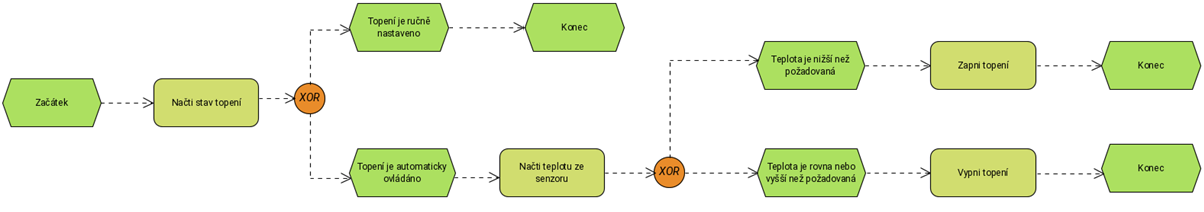 Začátek
Načti stav topení
XOR
Topení je ručně
nastaveno
Konec
Topení je automaticky
ovládáno
Načti teplotu ze
senzoru
XOR
Teplota je nižší než
požadovaná
Zapni topení
Konec
Teplota je rovna nebo
vyšší než požadovaná
Vypni topení
Konec